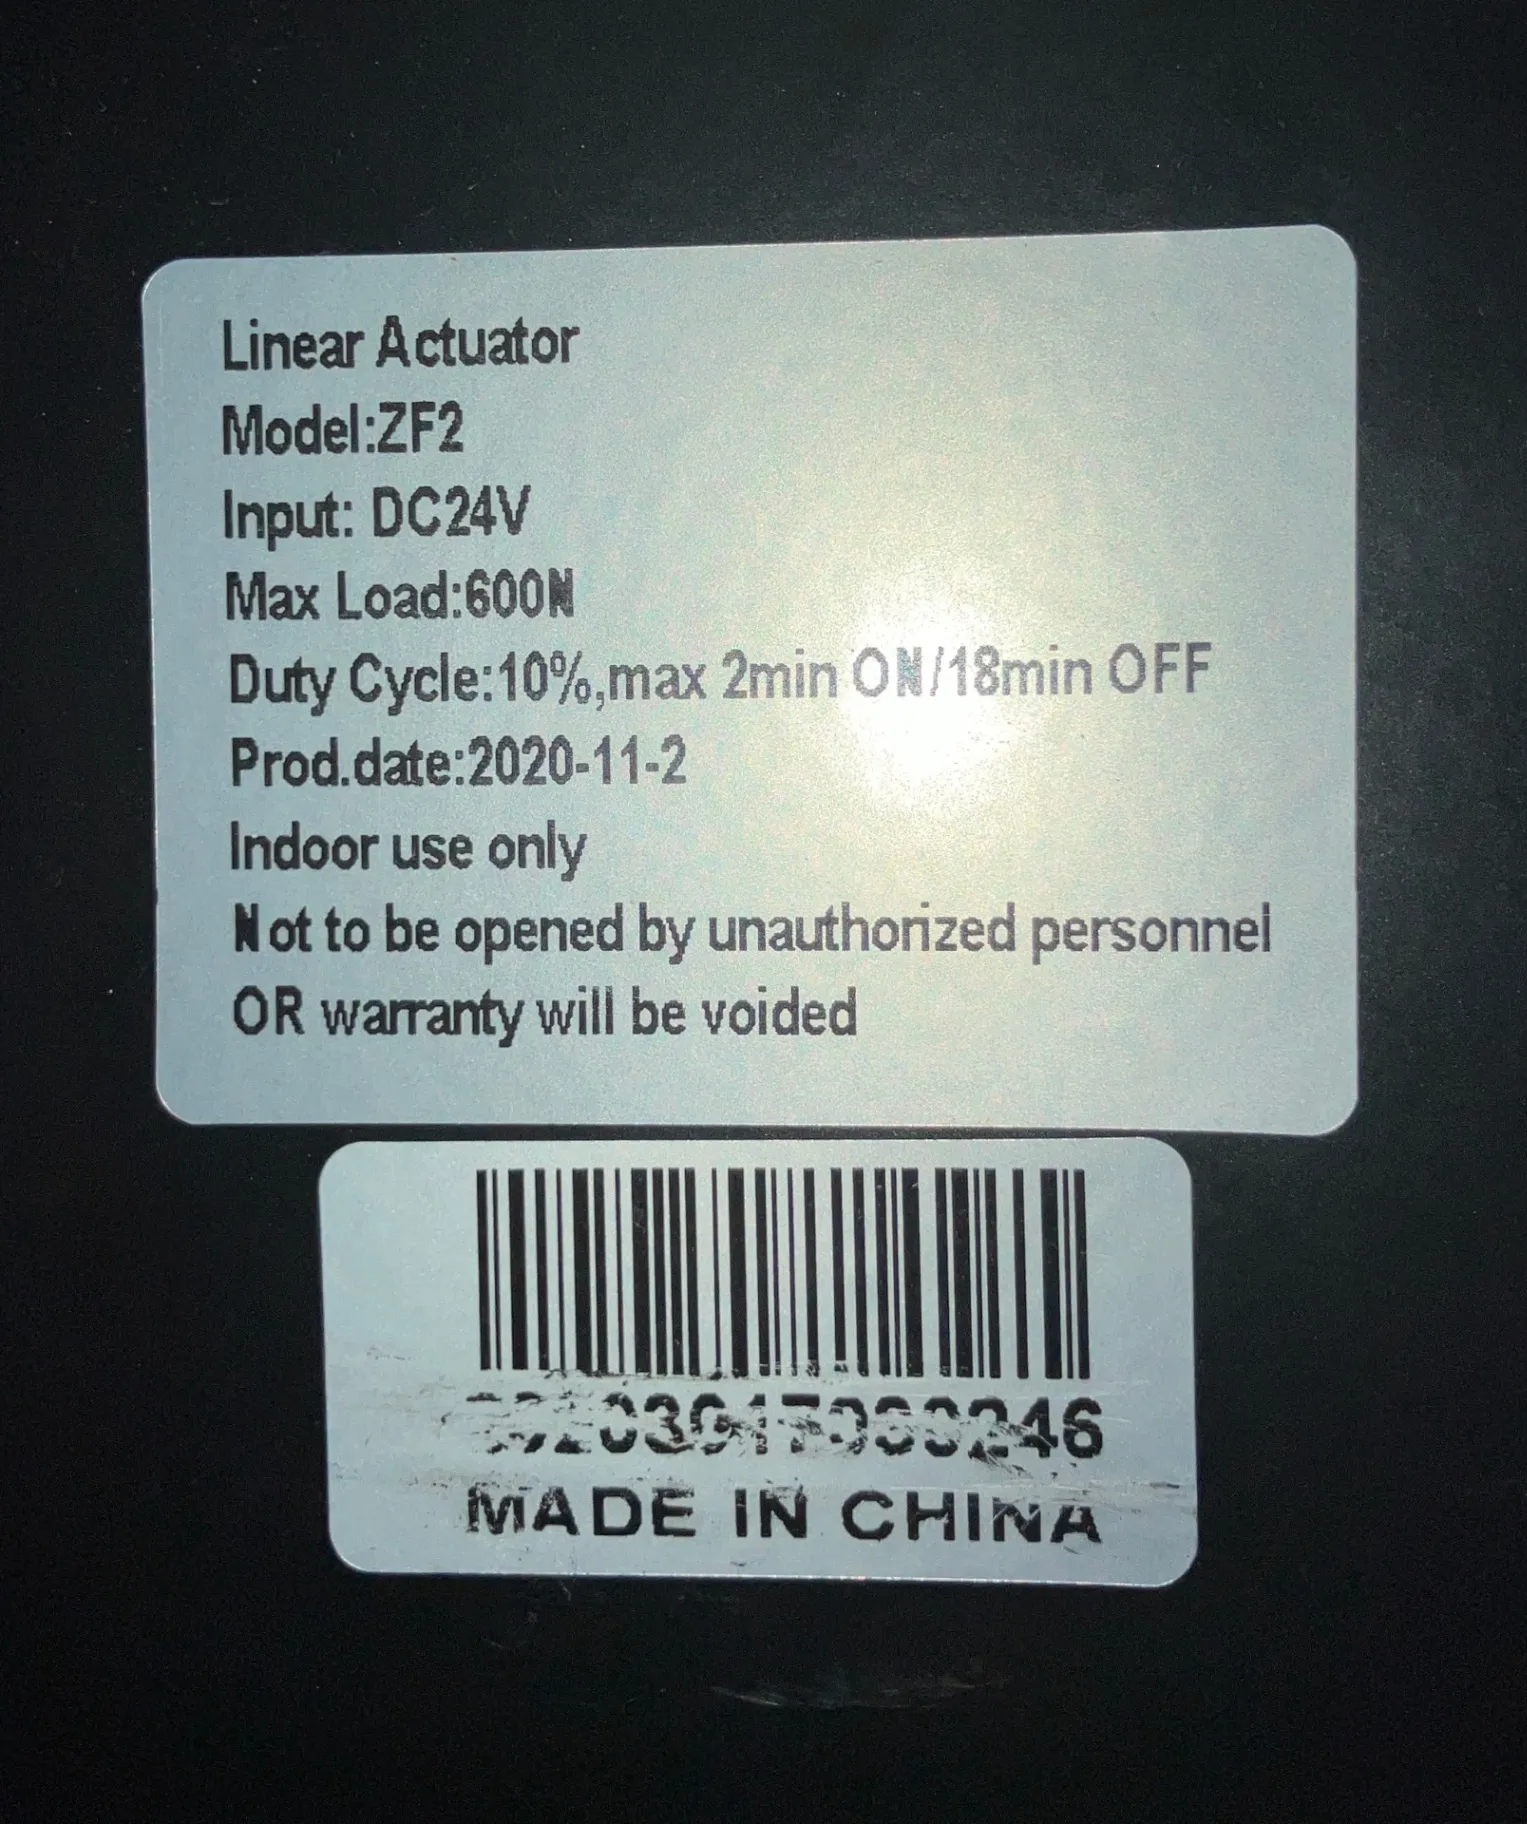 Linear Actuator
Model:ZF2
Input: DC24V
Max Load:600N
Duty Cycle:10%,max 2min ON/18min OFF
Prod.date:2020-11-2
Indoor use only
Not to be opened by unauthorized personnel
OR warranty will be voided
MADE IN CHINA